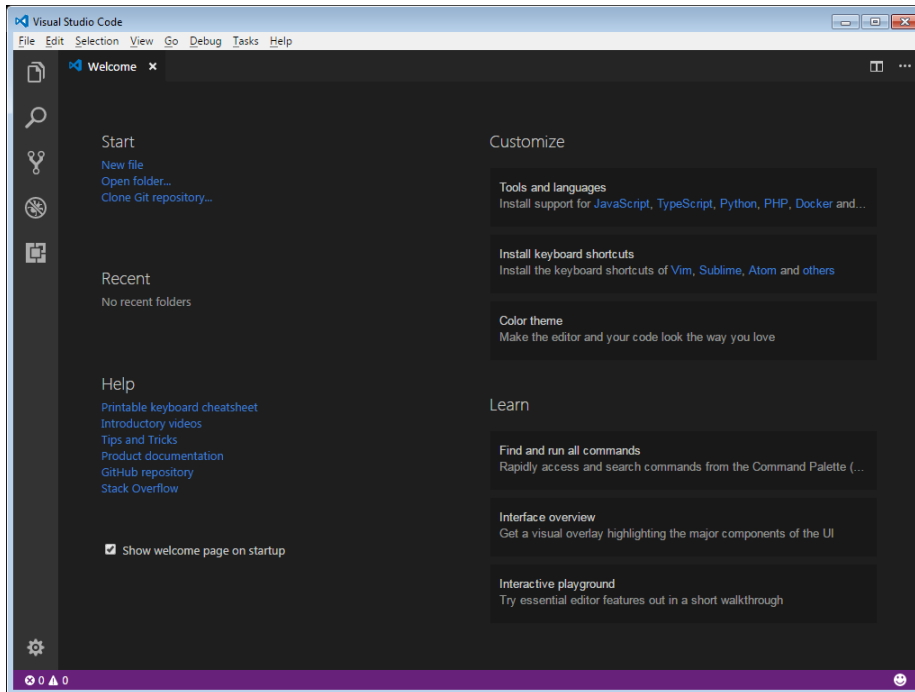 Visual Studio Code
File Edit Selection View Go Debug Tasks Help
Welcome
Start
New file
Open folder...
Clone Git repository...
Recent
No recent folders
Help
Printable keyboard cheatsheet
Introductory videos
Tips and Tricks
Product documentation
GitHub repository
Stack Overflow
Show welcome page on startup
Customize
Tools and languages
Install support for JavaScript, TypeScript, Python, PHP, Docker and...
Install keyboard shortcuts
Install the keyboard shortcuts of Vim, Sublime, Atom and others
Color theme
Make the editor and your code look the way you love
Learn
Find and run all commands
Rapidly access and search commands from the Command Palette (...
Interface overview
Get a visual overlay highlighting the major components of the UI
Interactive playground
Try essential editor features out in a short walkthrough
0 0